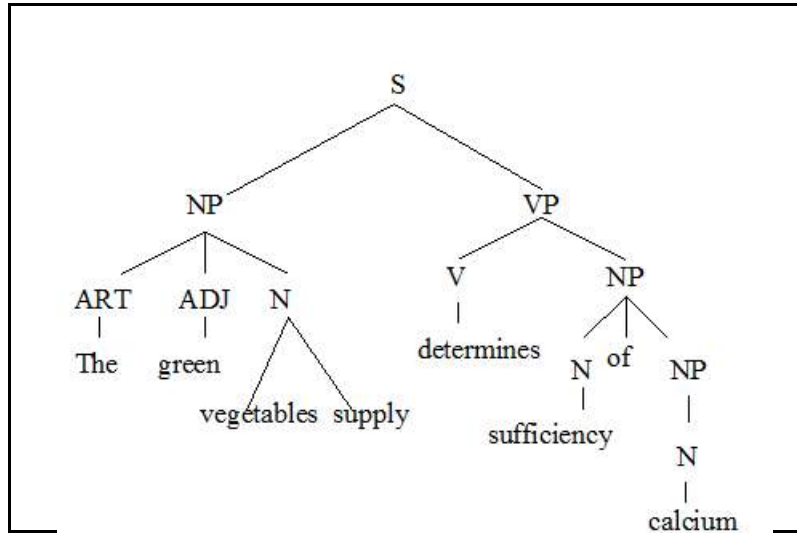 S
NP VP
ART ADJ N V NP
The green determines N of NP
vegetables supply sufficiency
N
calcium